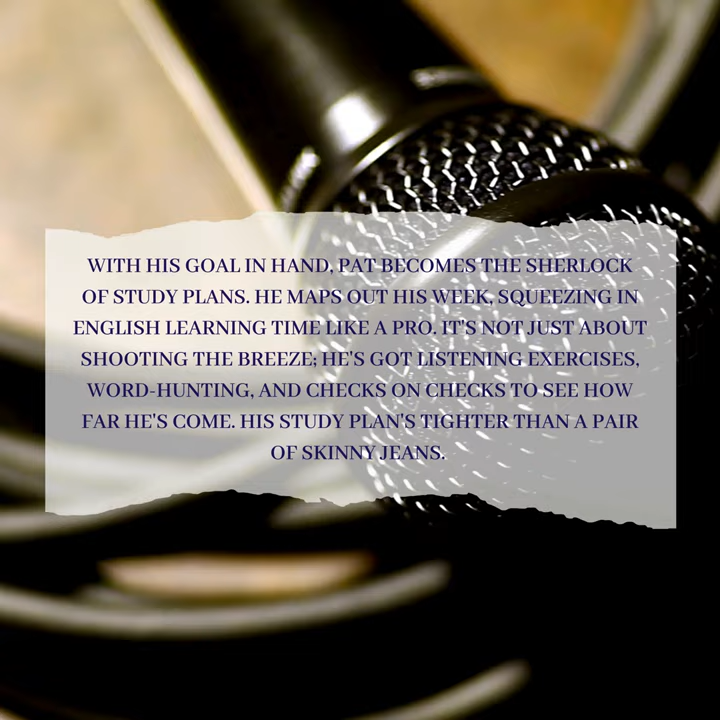 WITH HIS GOAL IN HAND, PAT BECOMES THE SHERLOCK
OF STUDY PLANS. HE MAPS OUT HIS WEEK, SQUEEZING IN
ENGLISH LEARNING TIME LIKE A PRO. IT'S NOT JUST ABOUT
SHOOTING THE BREEZE; HE'S GOT LISTENING EXERCISES,
WORD-HUNTING, AND CHECKS ON CHECKS TO SEE HOW
FAR HE'S COME. HIS STUDY PLAN'S TIGHTER THAN A PAIR
OF SKINNY JEANS.